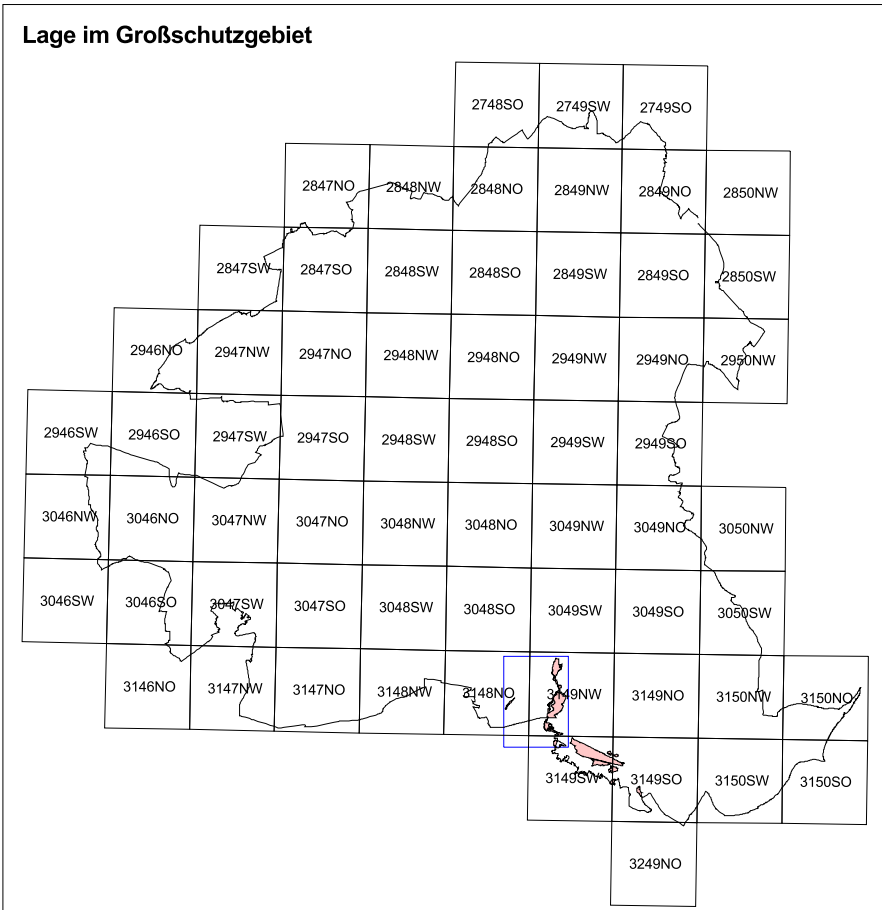 Lage im Großschutzgebiet
2748SO 2749SW 2749SO
2847NO 2848NW 2848NO 2849NW 2849NO 2850NW
2847SW 2847SO 2848SW 2848SO 2849SW 2849SO 2850SW
2946NO 2947NW 2947NO 2948NW 2948NO 2949NW 2949NO 2950NW
2946SW 2946SO 2947SW 2947SO 2948SW 2948SO 2949SW 2949SO
3046NW 3046NO 3047NW 3047NO 3048NW 3048NO 3049NW 3049NO 3050NW
3046SW 3046SO 3047SW 3047SO 3048SW 3048SO 3049SW 3049SO 3050SW
3146NO 3147NW 3147NO 3148NW 3148NO 3149NW 3149NO 3150NW 3150NO
3149SW 3149SO 3150SW 3150SO
3249NO